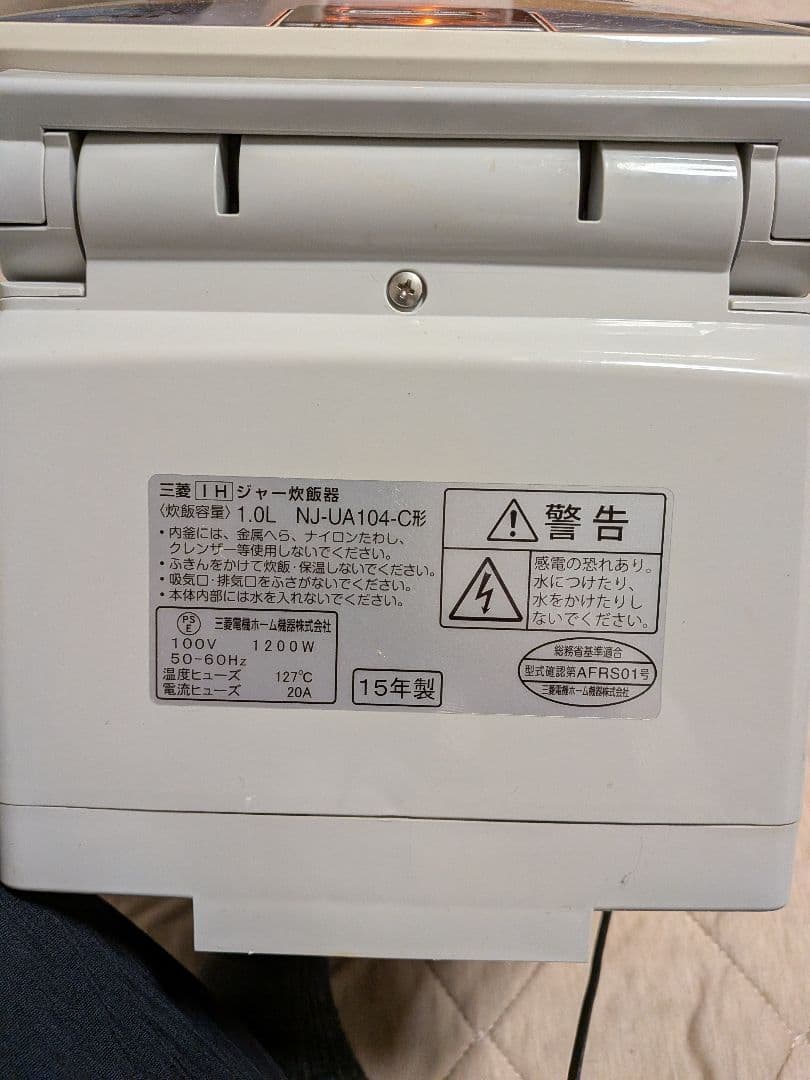 三菱 IH ジャー炊飯器
〈炊飯容量〉 1.0L NJ-UA104-C形
・内釜には、金属へら、ナイロンたわし、
クレンザー等使用しないでください。
・ふきんをかけて炊飯・保温しないでください。
・吸気口・排気口をふさがないでください。
・本体内部には水を入れないでください。
PS
E
三菱電機ホーム機器株式会社
100V 1200W
50-60Hz
温度ヒューズ 127℃
電流ヒューズ 20A
15年製
警告
感電の恐れあり。
水につけたり、
水をかけたりし
ないでください。
総務省基準適合
型式確認第AFRS01号
三菱電機ホーム機器株式会社